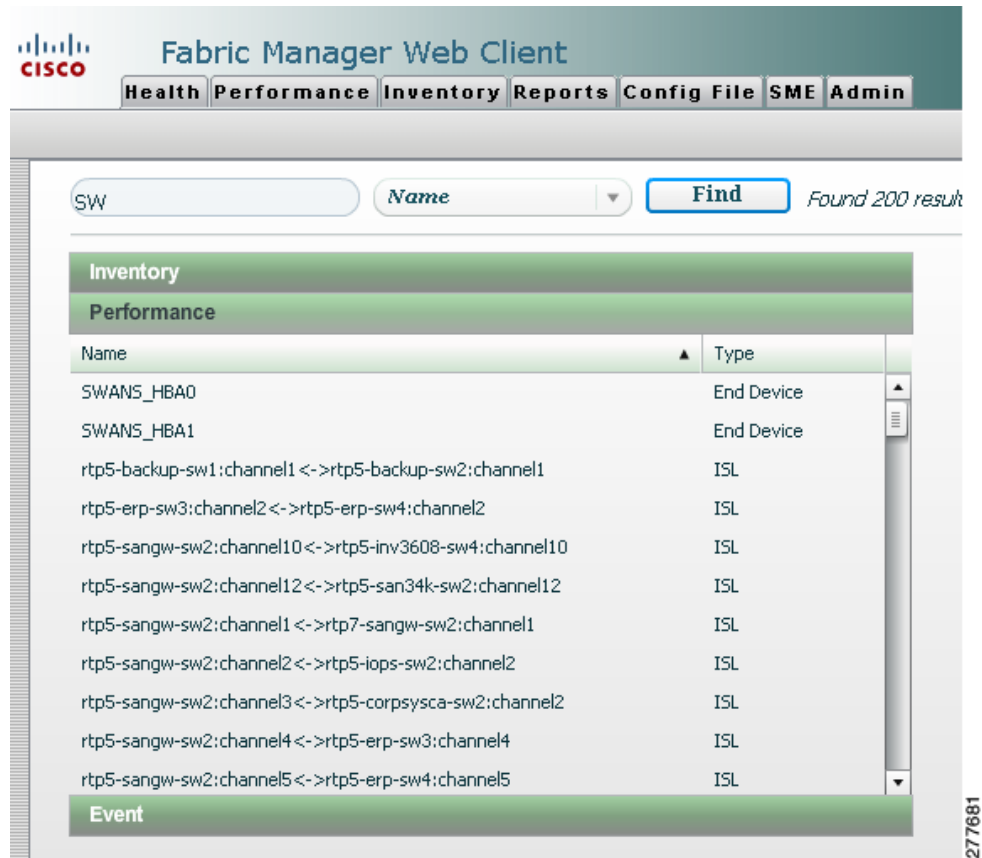 CISCO
Fabric Manager Web Client
Health Performance Inventory Reports Config File SME Admin
SW Name Find Found 200 result
Inventory
Performance
Name Type
SWANS_HBA0 End Device
SWANS_HBA1 End Device
rtp5-backup-sw1:channel1<->rtp5-backup-sw2:channel1 ISL
rtp5-erp-sw3:channel2<->rtp5-erp-sw4:channel2 ISL
rtp5-sangw-sw2:channel10<->rtp5-inv3608-sw4:channel10 ISL
rtp5-sangw-sw2:channel12<->rtp5-san34k-sw2:channel12 ISL
rtp5-sangw-sw2:channel1<->rtp7-sangw-sw2:channel1 ISL
rtp5-sangw-sw2:channel2<->rtp5-iops-sw2:channel2 ISL
rtp5-sangw-sw2:channel3<->rtp5-corpsysca-sw2:channel2 ISL
rtp5-sangw-sw2:channel4<->rtp5-erp-sw3:channel4 ISL
rtp5-sangw-sw2:channel5<->rtp5-erp-sw4:channel5 ISL
Event
277681